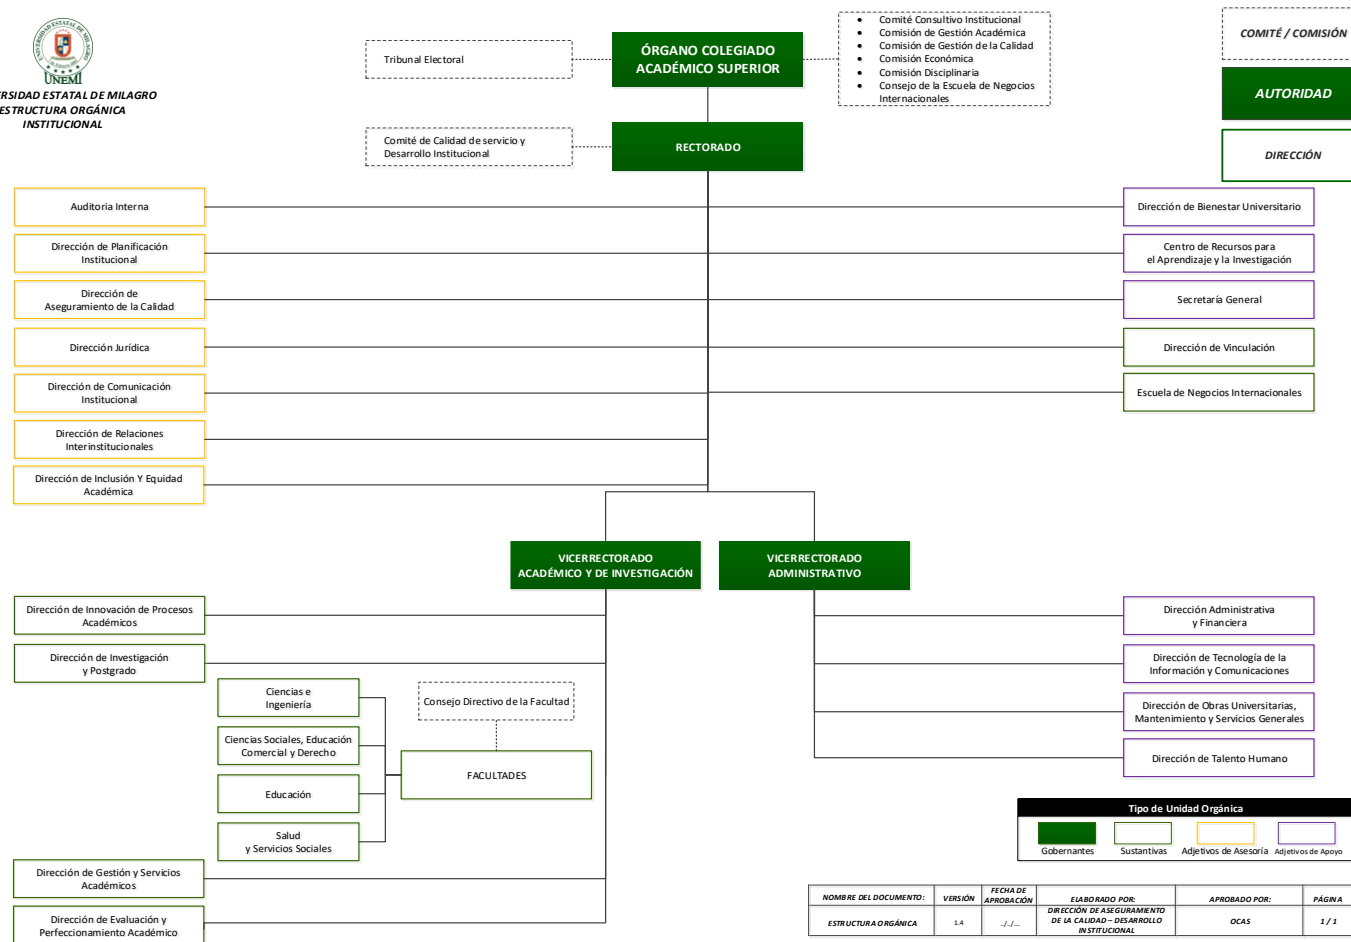 UNIVERSIDAD ESTATAL DE MILAGRO
UNEMI
ERSIDAD ESTATAL DE MILAGRO
ESTRUCTURA ORGÁNICA
INSTITUCIONAL
Tribunal Electoral
ÓRGANO COLEGIADO
ACADÉMICO SUPERIOR
• Comité Consultivo Institucional
• Comisión de Gestión Académica
• Comisión de Gestión de la Calidad
• Comisión Económica
• Comisión Disciplinaria
• Consejo de la Escuela de Negocios
Internacionales
COMITÉ / COMISIÓN
AUTORIDAD
DIRECCIÓN
Comité de Calidad de servicio y
Desarrollo Institucional
RECTORADO
Auditoria Interna
Dirección de Planificación
Institucional
Dirección de
Aseguramiento de la Calidad
Dirección Jurídica
Dirección de Comunicación
Institucional
Dirección de Relaciones
Interinstitucionales
Dirección de Inclusión Y Equidad
Académica
Dirección de Bienestar Universitario
Centro de Recursos para
el Aprendizaje y la Investigación
Secretaría General
Dirección de Vinculación
Escuela de Negocios Internacionales
VICERRECTORADO
ACADÉMICO Y DE INVESTIGACIÓN
VICERRECTORADO
ADMINISTRATIVO
Dirección de Innovación de Procesos
Académicos
Dirección de Investigación
y Postgrado
Ciencias e
Ingeniería
Ciencias Sociales, Educación
Comercial y Derecho
Educación
Salud
y Servicios Sociales
Consejo Directivo de la Facultad
FACULTADES
Dirección de Gestión y Servicios
Académicos
Dirección de Evaluación y
Perfeccionamiento Académico
Dirección Administrativa
y Financiera
Dirección de Tecnología de la
Información y Comunicaciones
Dirección de Obras Universitarias,
Mantenimiento y Servicios Generales
Dirección de Talento Humano
Tipo de Unidad Orgánica
Gobernantes Sustantivas Adjetivos de Asesoría Adjetivos de Apoyo
NOMBRE DEL DOCUMENTO: VERSIÓN FECHA DE APROBACIÓN ELABORADO POR: APROBADO POR: PÁGINA
ESTRUCTURA ORGÁNICA 1.4 _/_/__ DIRECCIÓN DE ASEGURAMIENTO DE LA CALIDAD – DESARROLLO INSTITUCIONAL OCAS 1 / 1